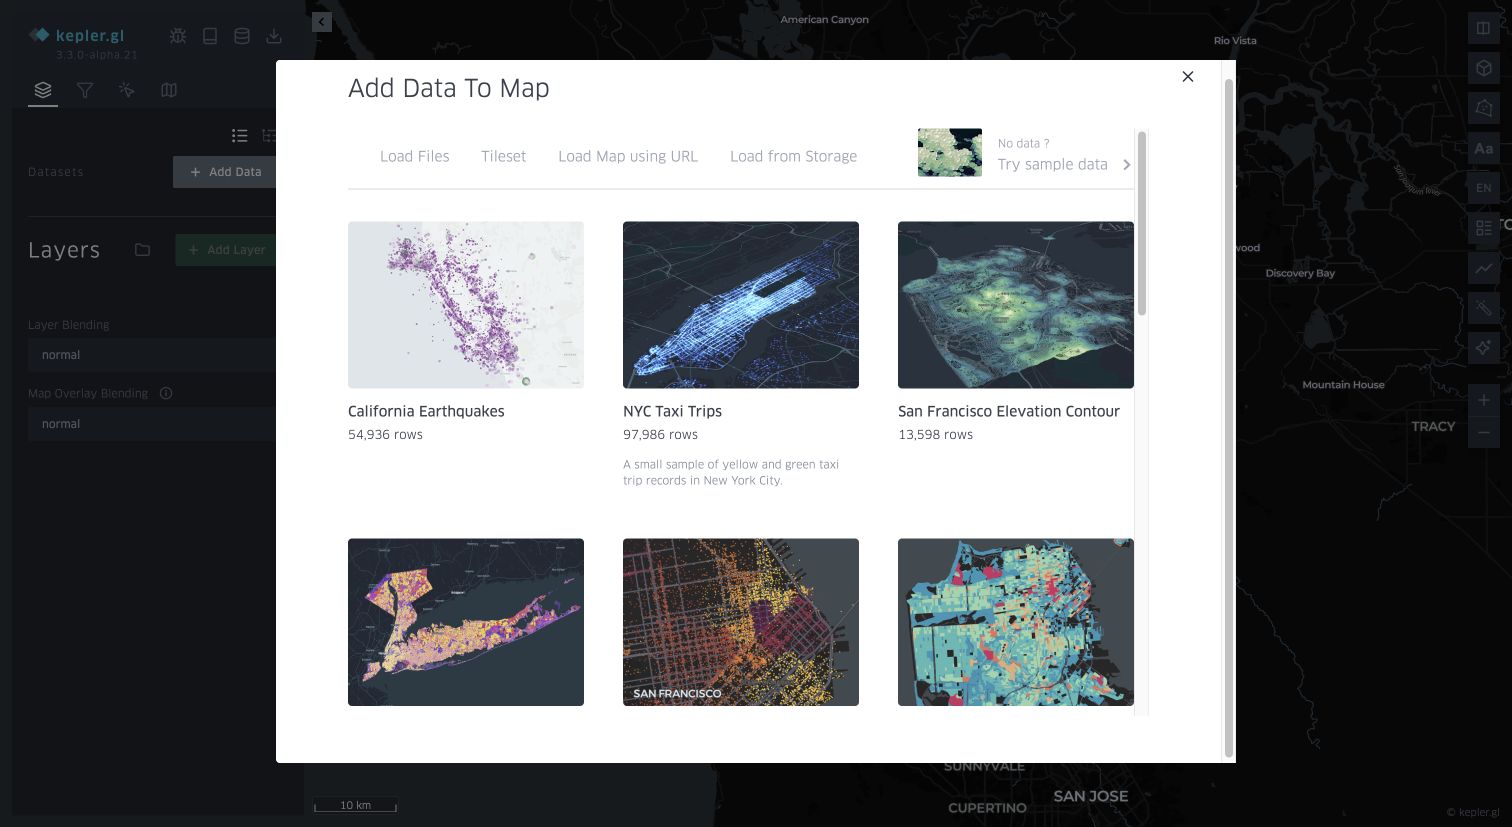 kepler.gl
3.3.0-alpha.21
Datasets
+ Add Data
Layers
+ Add Layer
Layer Blending
normal
Map Overlay Blending
normal
Add Data To Map
Load Files
Tileset
Load Map using URL
Load from Storage
No data ?
Try sample data
California Earthquakes
54,936 rows
NYC Taxi Trips
97,986 rows
A small sample of yellow and green taxi
trip records in New York City.
San Francisco Elevation Contour
13,598 rows
SAN FRANCISCO
American Canyon
Rio Vista
San Joaquin River
wood
Discovery Bay
Mountain House
TRACY
SUNNYVALE
SAN JOSE
CUPERTINO
Aa
EN
10 km
© kepler.gl